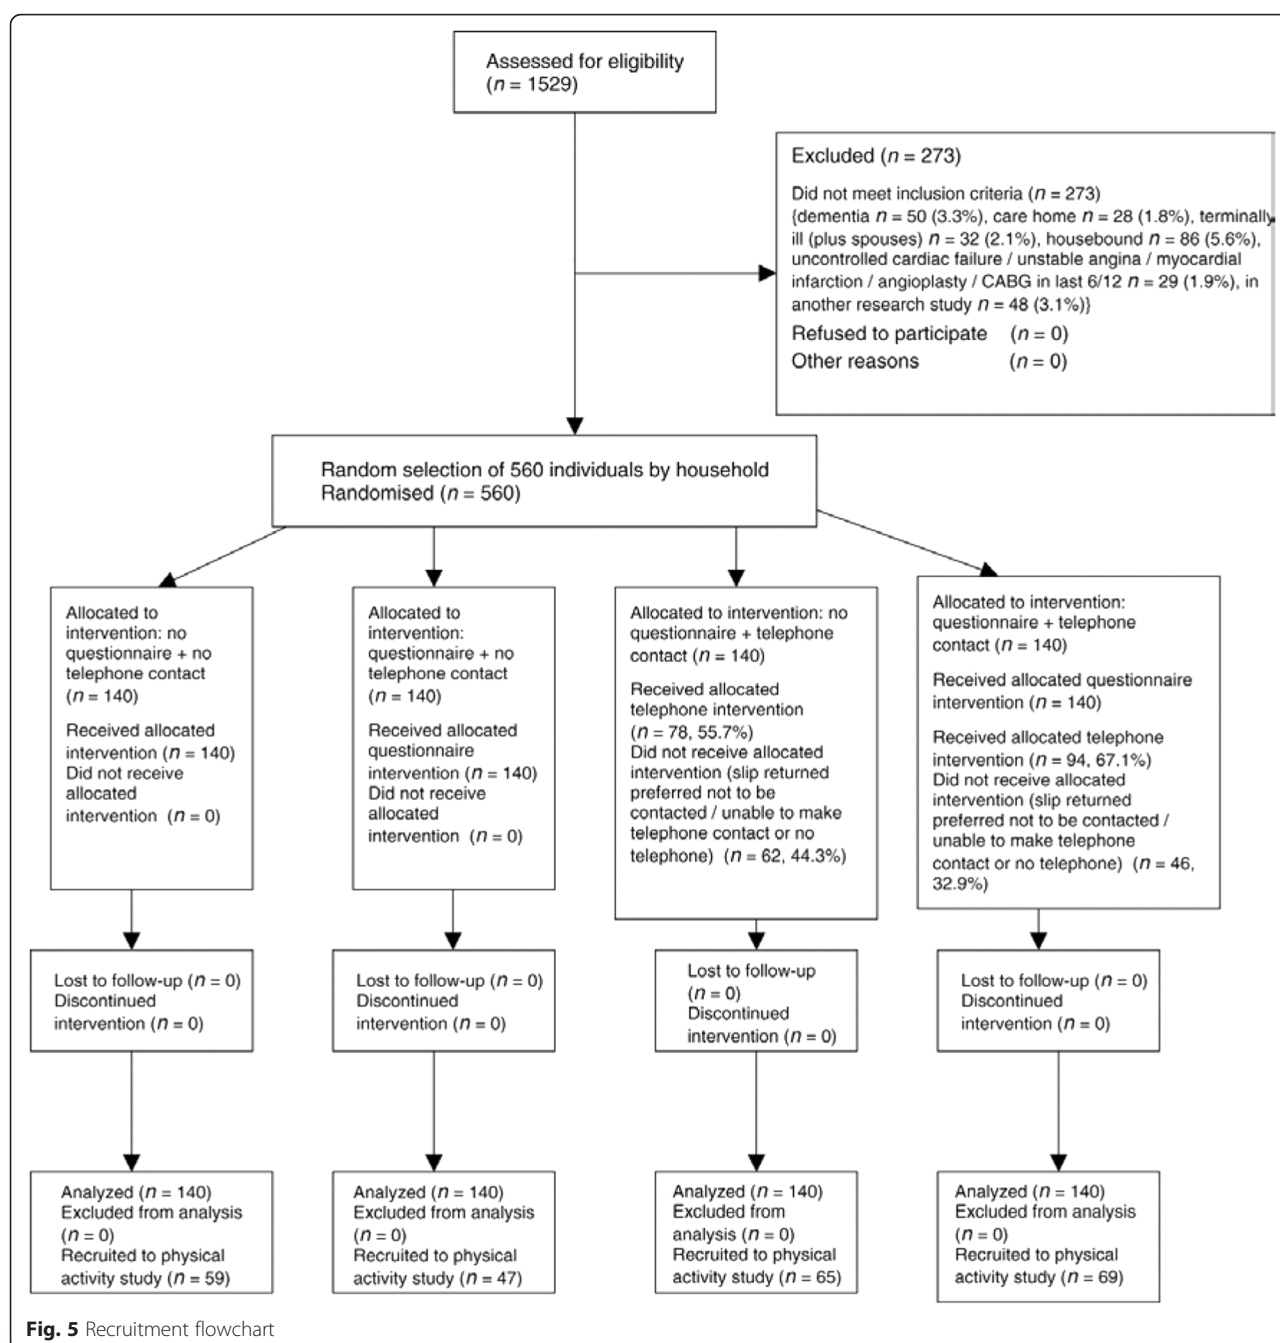 Assessed for eligibility
(n = 1529)
Excluded (n = 273)
Did not meet inclusion criteria (n = 273)
{dementia n = 50 (3.3%), care home n = 28 (1.8%), terminally
ill (plus spouses) n = 32 (2.1%), housebound n = 86 (5.6%),
uncontrolled cardiac failure / unstable angina / myocardial
infarction / angioplasty / CABG in last 6/12 n = 29 (1.9%), in
another research study n = 48 (3.1%)}
Refused to participate (n = 0)
Other reasons (n = 0)
Random selection of 560 individuals by household
Randomised (n = 560)
Allocated to
intervention: no
questionnaire + no
telephone contact
(n = 140)
Received allocated
intervention (n = 140)
Did not receive
allocated
intervention (n = 0)
Allocated to
intervention:
questionnaire + no
telephone contact
(n = 140)
Received allocated
questionnaire
intervention (n = 140)
Did not receive
allocated
intervention (n = 0)
Allocated to intervention: no
questionnaire + telephone
contact (n = 140)
Received allocated
telephone intervention
(n = 78, 55.7%)
Did not receive allocated
intervention (slip returned
preferred not to be
contacted / unable to make
telephone contact or no
telephone) (n = 62, 44.3%)
Allocated to intervention:
questionnaire + telephone
contact (n = 140)
Received allocated questionnaire
intervention (n = 140)
Received allocated telephone
intervention (n = 94, 67.1%)
Did not receive allocated
intervention (slip returned
preferred not to be contacted /
unable to make telephone
contact or no telephone) (n = 46,
32.9%)
Lost to follow-up (n = 0)
Discontinued
intervention (n = 0)
Lost to follow-up (n = 0)
Discontinued
intervention (n = 0)
Lost to follow-up
(n = 0)
Discontinued
intervention (n = 0)
Lost to follow-up (n = 0)
Discontinued
intervention (n = 0)
Analyzed (n = 140)
Excluded from analysis
(n = 0)
Recruited to physical
activity study (n = 59)
Analyzed (n = 140)
Excluded from analysis
(n = 0)
Recruited to physical
activity study (n = 47)
Analyzed (n = 140)
Excluded from
analysis (n = 0)
Recruited to physical
activity study (n = 65)
Analyzed (n = 140)
Excluded from analysis
(n = 0)
Recruited to physical
activity study (n = 69)
Fig. 5 Recruitment flowchart